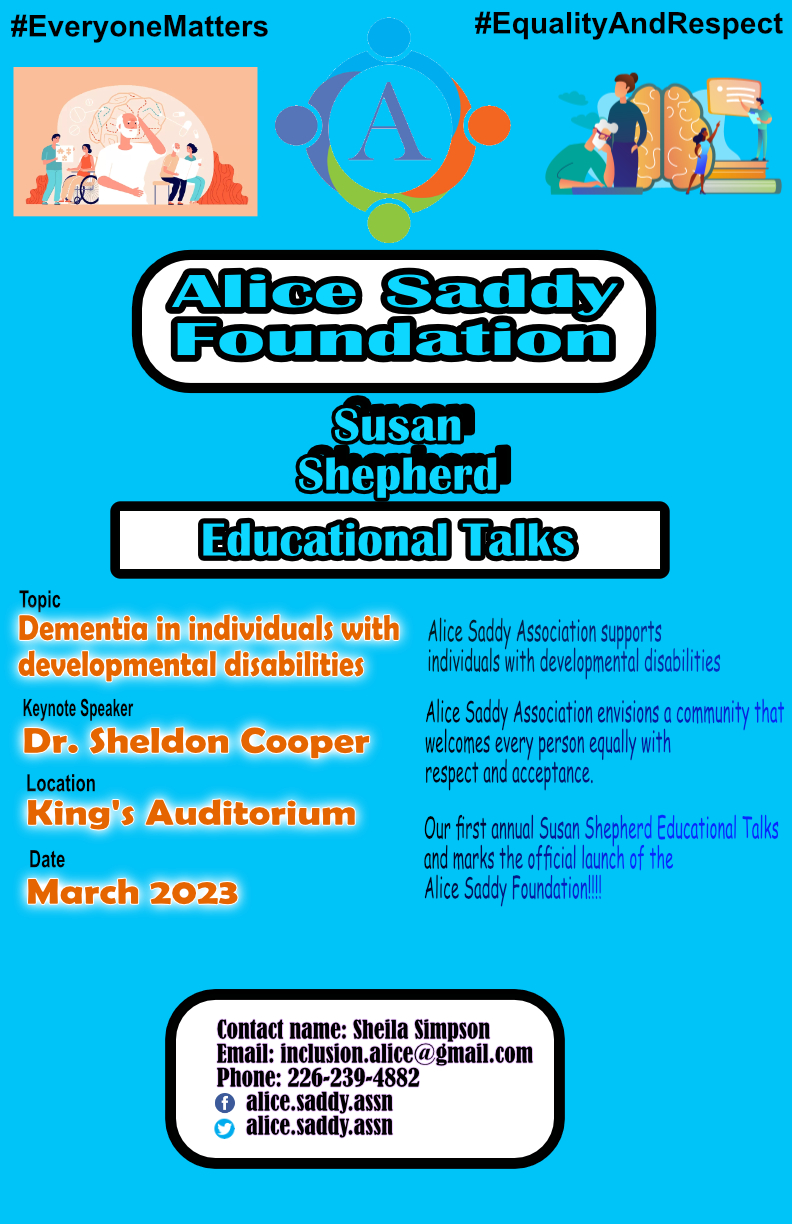 #EveryoneMatters
#EqualityAndRespect
A
Alice Saddy
Foundation
Susan
Shepherd
Educational Talks
Topic
Dementia in individuals with
developmental disabilities
Keynote Speaker
Dr. Sheldon Cooper
Location
King's Auditorium
Date
March 2023
Alice Saddy Association supports
individuals with developmental disabilities
Alice Saddy Association envisions a community that
welcomes every person equally with
respect and acceptance.
Our first annual Susan Shepherd Educational Talks
and marks the official launch of the
Alice Saddy Foundation!!!!
Contact name: Sheila Simpson
Email: inclusion.alice@gmail.com
Phone: 226-239-4882
alice.saddy.assn
alice.saddy.assn